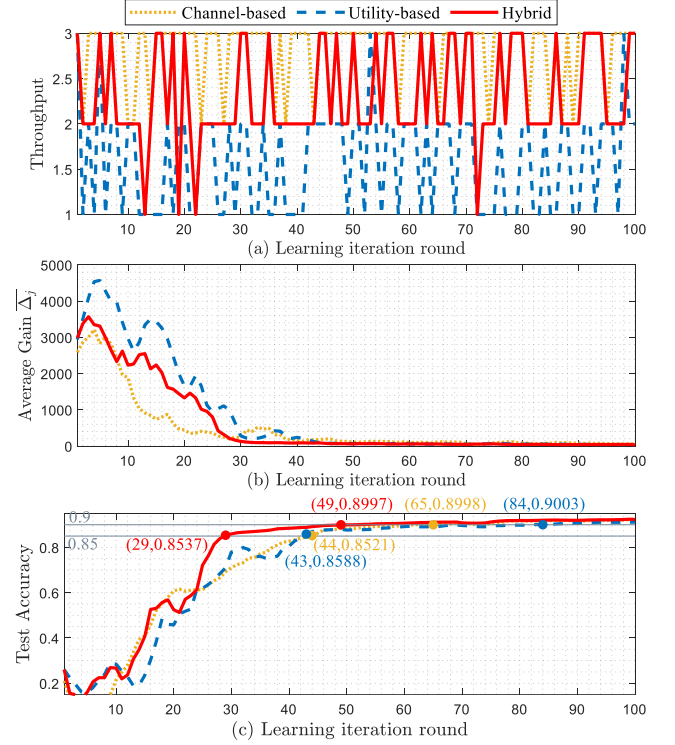 Channel-based Utility-based Hybrid
3
2.5
2
1.5
1
Throughput
10 20 30 40 50 60 70 80 90 100
(a) Learning iteration round
5000
4000
3000
2000
1000
0
Average Gain \overline{Δ_j}
10 20 30 40 50 60 70 80 90 100
(b) Learning iteration round
(49,0.8997) (65,0.8998) (84,0.9003)
0.9
0.85
(29,0.8537) (44,0.8521)
(43,0.8588)
0.8
0.6
0.4
0.2
Test Accuracy
10 20 30 40 50 60 70 80 90 100
(c) Learning iteration round